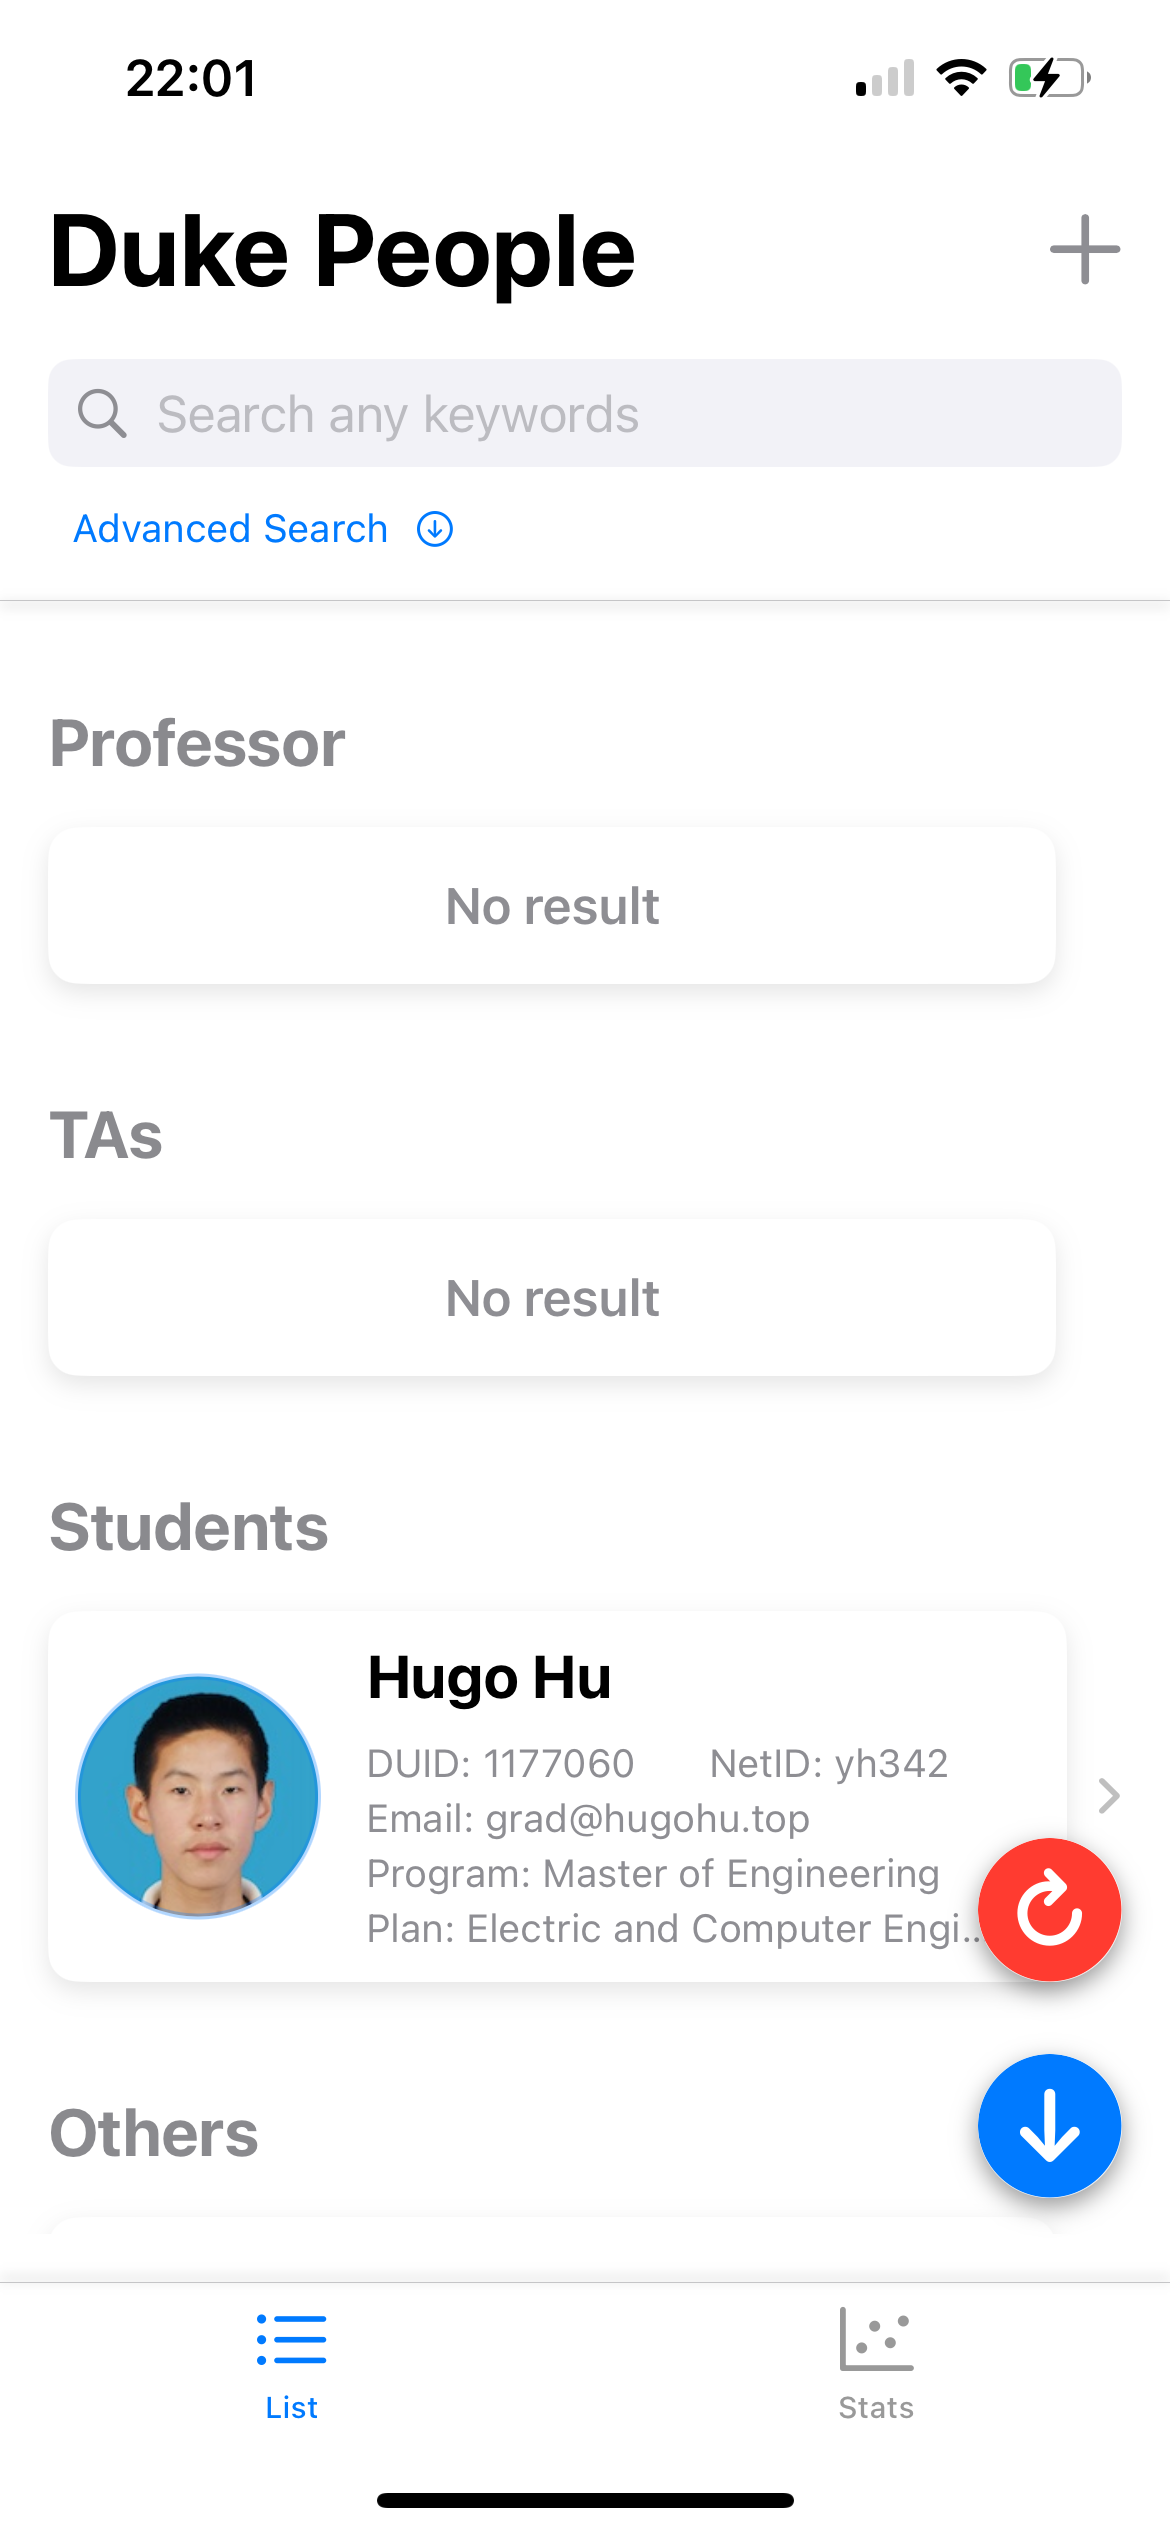 22:01
Duke People
Search any keywords
Advanced Search
Professor
No result
TAs
No result
Students
Hugo Hu
DUID: 1177060 NetID: yh342
Email: grad@hugohu.top
Program: Master of Engineering
Plan: Electric and Computer Engi...
Others
List
Stats